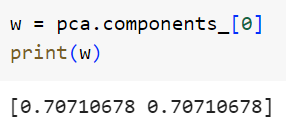 w = pca.components_[0]
print(w)
[0.70710678 0.70710678]